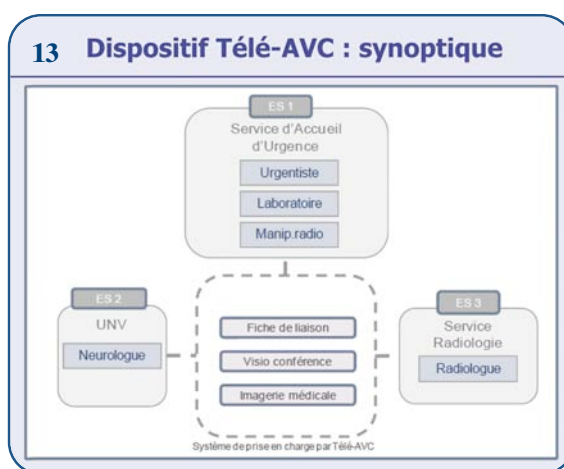 13 Dispositif Télé-AVC : synoptique
ES 1
Service d'Accueil
d'Urgence
Urgentiste
Laboratoire
Manip.radio
ES 2
UNV
Neurologue
Fiche de liaison
Visio conférence
Imagerie médicale
ES 3
Service
Radiologie
Radiologue
Système de prise en charge par Télé-AVC